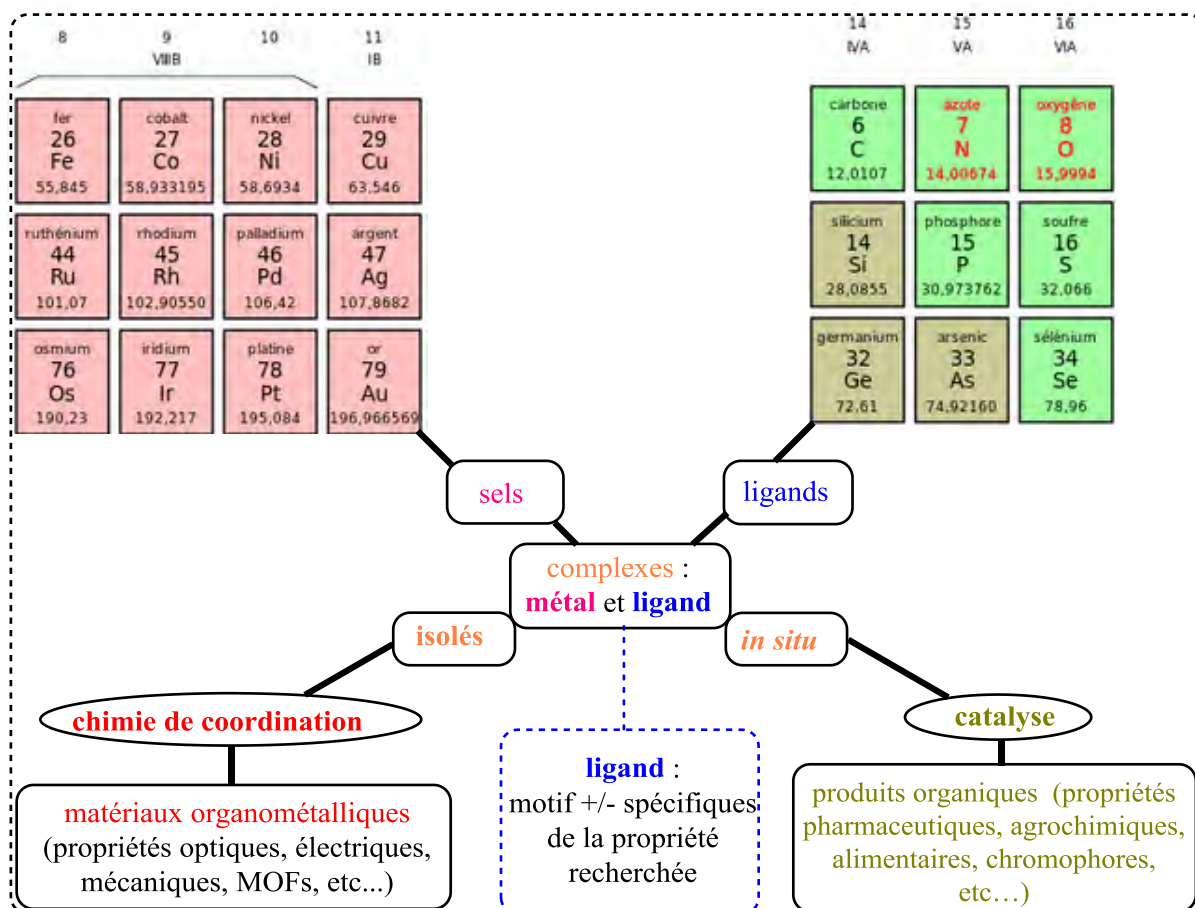 8 9 10 11
VIIIB IB
14 15 16
IVA VA VIA
fer cobalt nickel cuivre
26 27 28 29
Fe Co Ni Cu
55,845 58,933195 58,6934 63,546
ruthénium rhodium palladium argent
44 45 46 47
Ru Rh Pd Ag
101,07 102,90550 106,42 107,8682
osmium iridium platine or
76 77 78 79
Os Ir Pt Au
190,23 192,217 195,084 196,966569
carbone azote oxygène
6 7 8
C N O
12,0107 14,00674 15,9994
silicium phosphore soufre
14 15 16
Si P S
28,0855 30,973762 32,066
germanium arsenic sélénium
32 33 34
Ge As Se
72,61 74,92160 78,96
sels
ligands
complexes :
métal et ligand
isolés
in situ
chimie de coordination
catalyse
matériaux organométalliques
(propriétés optiques, électriques,
mécaniques, MOFs, etc...)
ligand :
motif +/- spécifiques
de la propriété
recherchée
produits organiques (propriétés
pharmaceutiques, agrochimiques,
alimentaires, chromophores,
etc…)